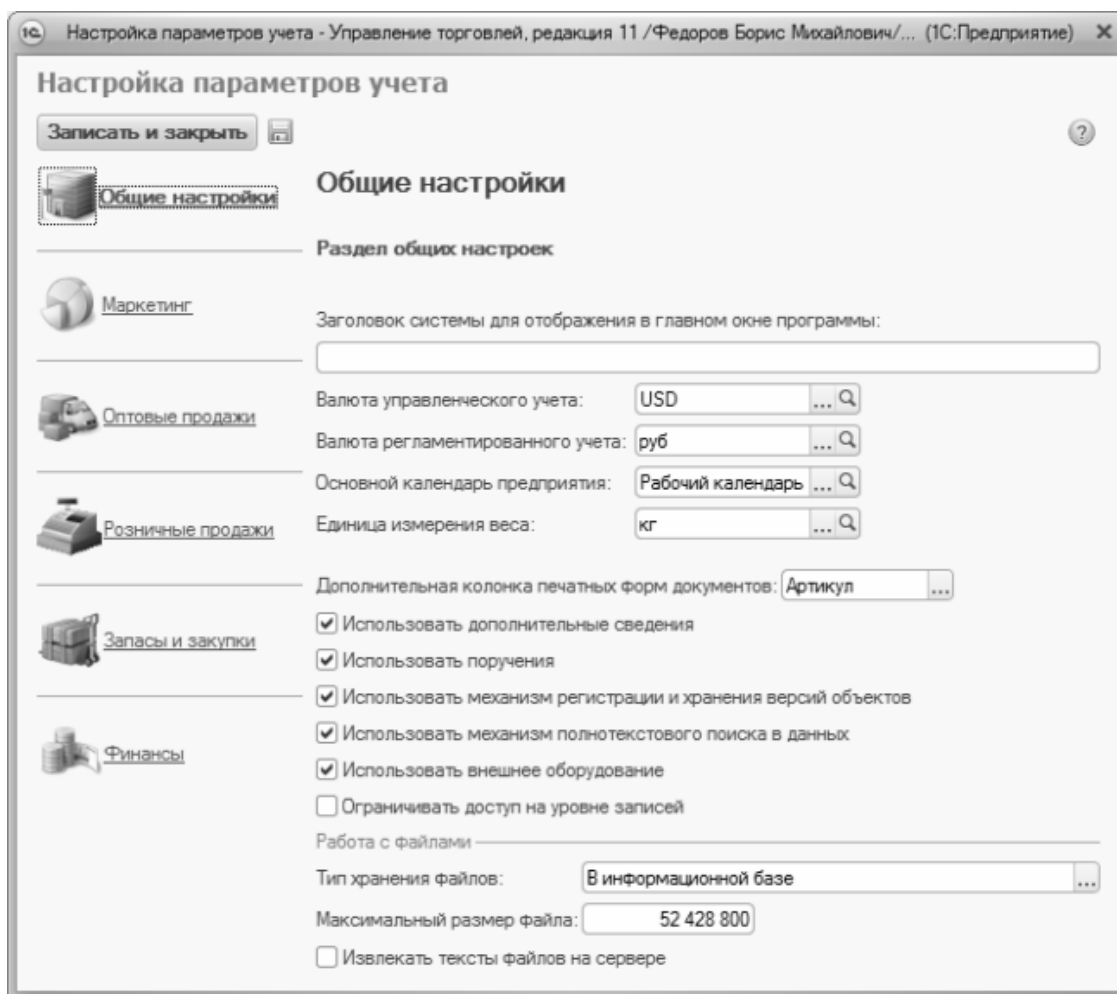 1С Настройка параметров учета - Управление торговлей, редакция 11 /Федоров Борис Михайлович/... (1С:Предприятие)
Настройка параметров учета
Записать и закрыть
?
Общие настройки
Маркетинг
Оптовые продажи
Розничные продажи
Запасы и закупки
Финансы
Общие настройки
Раздел общих настроек
Заголовок системы для отображения в главном окне программы:
Валюта управленческого учета: USD ...
Валюта регламентированного учета: руб ...
Основной календарь предприятия: Рабочий календарь ...
Единица измерения веса: кг ...
Дополнительная колонка печатных форм документов: Артикул ...
Использовать дополнительные сведения
Использовать поручения
Использовать механизм регистрации и хранения версий объектов
Использовать механизм полнотекстового поиска в данных
Использовать внешнее оборудование
Ограничивать доступ на уровне записей
Работа с файлами
Тип хранения файлов: В информационной базе ...
Максимальный размер файла: 52 428 800
Извлекать тексты файлов на сервере